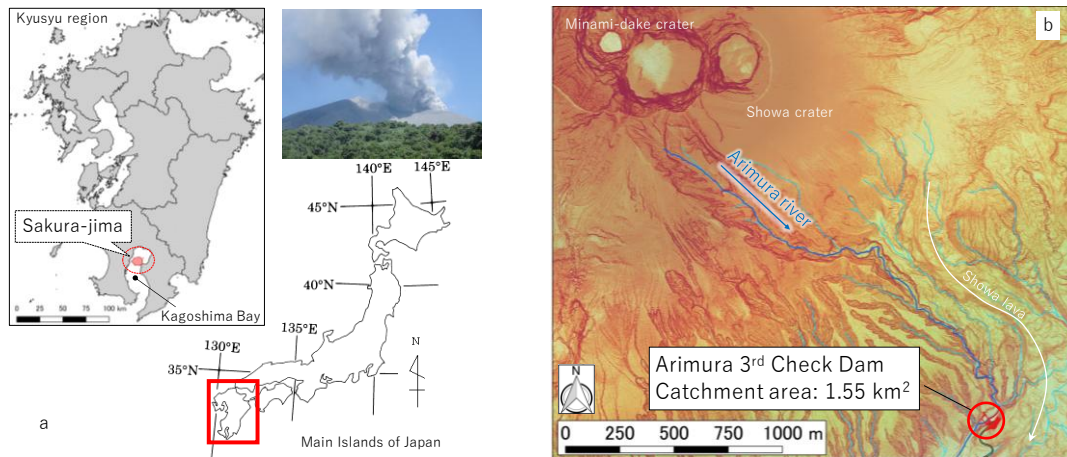 Kyusyu region
Sakura-jima
Kagoshima Bay
0 25 50 75 100 km
140°E 145°E
45°N
40°N
135°E
130°E
35°N
N
a
Main Islands of Japan
b
Minami-dake crater
Showa crater
Arimura river
Showa lava
Arimura 3rd Check Dam
Catchment area: 1.55 km2
N
0 250 500 750 1000 m